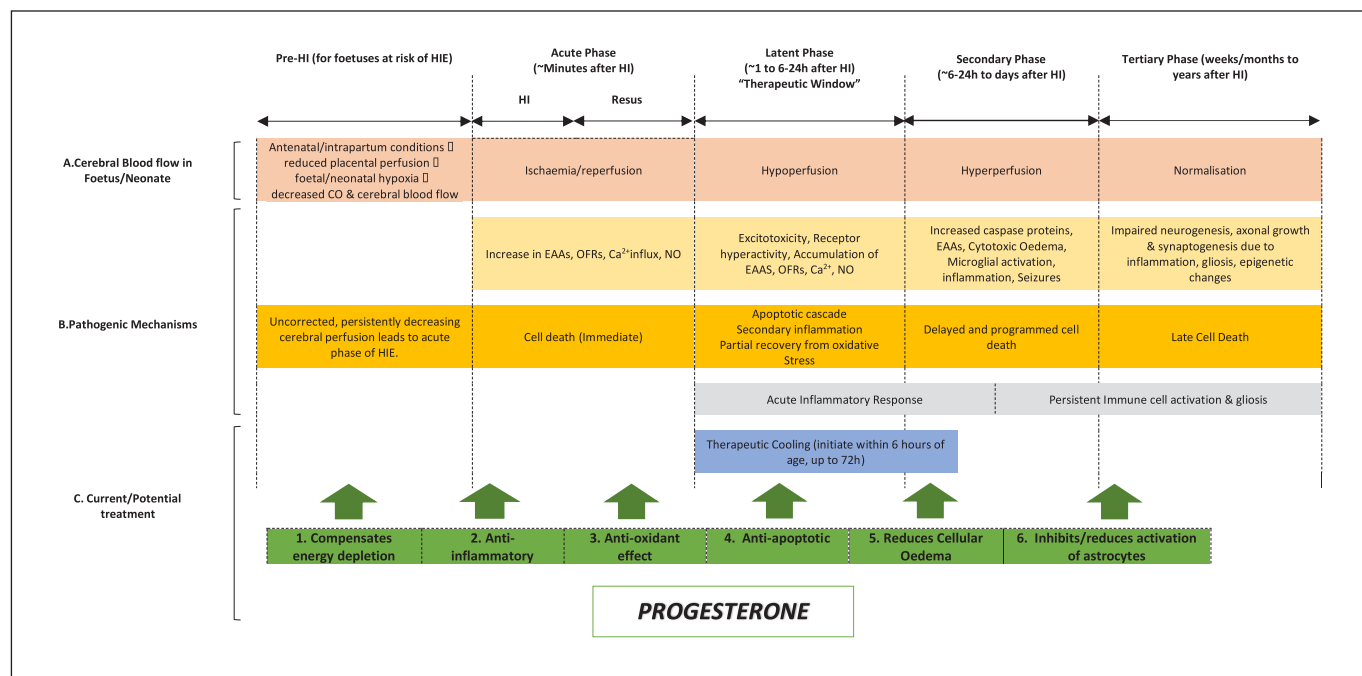 Pre-HI (for foetuses at risk of HIE)
Acute Phase
(~Minutes after HI)
HI
Resus
Latent Phase
(~1 to 6-24h after HI)
“Therapeutic Window”
Secondary Phase
(~6-24h to days after HI)
Tertiary Phase (weeks/months to
years after HI)
A.Cerebral Blood flow in
Foetus/Neonate
Antenatal/intrapartum conditions ▯
reduced placental perfusion ▯
foetal/neonatal hypoxia ▯
decreased CO & cerebral blood flow
Ischaemia/reperfusion
Hypoperfusion
Hyperperfusion
Normalisation
B.Pathogenic Mechanisms
Increase in EAAs, OFRs, Ca²⁺influx, NO
Excitotoxicity, Receptor
hyperactivity, Accumulation of
EAAS, OFRs, Ca²⁺, NO
Increased caspase proteins,
EAAs, Cytotoxic Oedema,
Microglial activation,
inflammation, Seizures
Impaired neurogenesis, axonal growth
& synaptogenesis due to
inflammation, gliosis, epigenetic
changes
Uncorrected, persistently decreasing
cerebral perfusion leads to acute
phase of HIE.
Cell death (Immediate)
Apoptotic cascade
Secondary inflammation
Partial recovery from oxidative
Stress
Delayed and programmed cell
death
Late Cell Death
Acute Inflammatory Response
Persistent Immune cell activation & gliosis
C. Current/Potential
treatment
Therapeutic Cooling (initiate within 6 hours of
age, up to 72h)
1. Compensates
energy depletion
2. Anti-
inflammatory
3. Anti-oxidant
effect
4. Anti-apoptotic
5. Reduces Cellular
Oedema
6. Inhibits/reduces activation
of astrocytes
PROGESTERONE